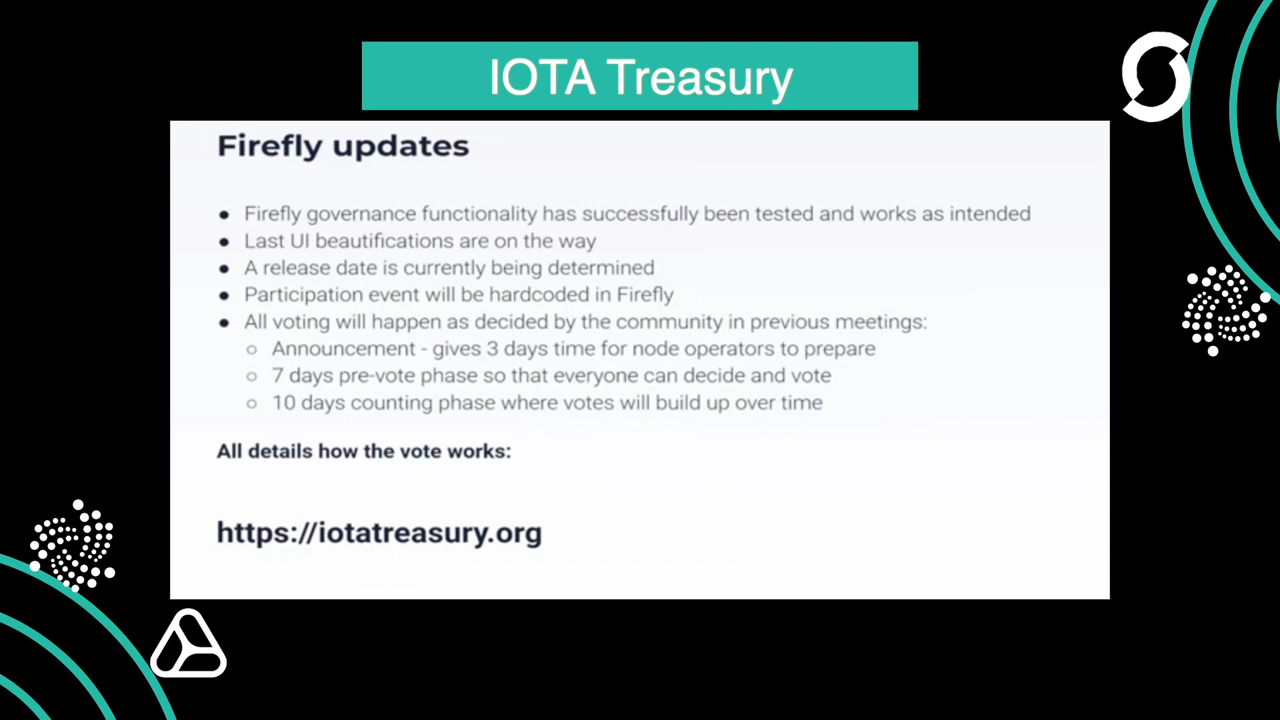 IOTA Treasury
Firefly updates
● Firefly governance functionality has successfully been tested and works as intended
● Last UI beautifications are on the way
● A release date is currently being determined
● Participation event will be hardcoded in Firefly
● All voting will happen as decided by the community in previous meetings:
○ Announcement - gives 3 days time for node operators to prepare
○ 7 days pre-vote phase so that everyone can decide and vote
○ 10 days counting phase where votes will build up over time
All details how the vote works:
https://iotatreasury.org